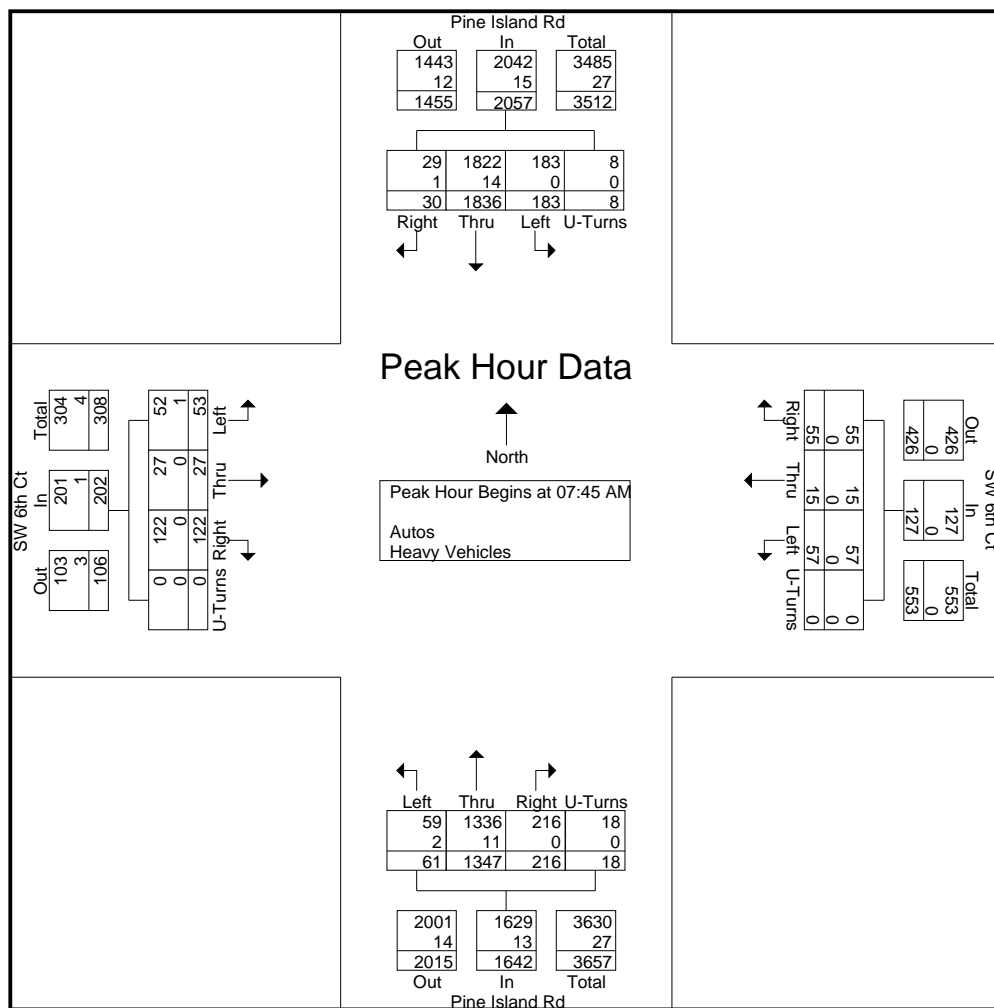 Pine Island Rd
Out In Total
1443 2042 3485
12 15 27
1455 2057 3512
29 1822 183 8
1 14 0 0
30 1836 183 8
Right Thru Left U-Turns
Peak Hour Data
North
Peak Hour Begins at 07:45 AM
Autos
Heavy Vehicles
SW 6th Ct
Out In Total
103 201 304
3 1 4
106 202 308
0 122 27 52
0 0 0 1
0 122 27 53
U-Turns Right Thru Left
SW 6th Ct
Out In Total
426 127 553
0 0 0
426 127 553
55 15 57 0
0 0 0 0
55 15 57 0
Right Thru Left U-Turns
Left Thru Right U-Turns
59 1336 216 18
2 11 0 0
61 1347 216 18
2001 1629 3630
14 13 27
2015 1642 3657
Out In Total
Pine Island Rd